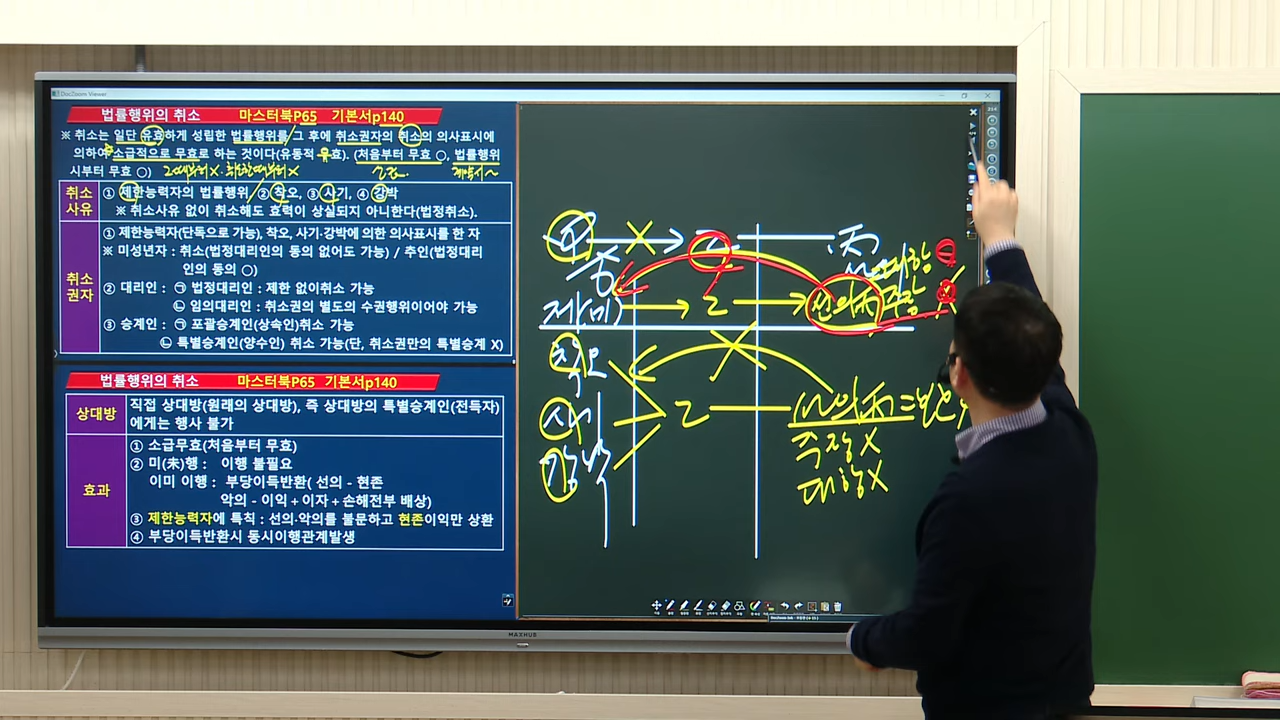 DocZoom Viewer
법률행위의 취소 마스터북P65 기본서p140
※ 취소는 일단 유효하게 성립한 법률행위를 그 후에 취소권자의 취소의 의사표시에
의하여 소급적으로 무효로 하는 것이다(유동적 유효). (처음부터 무효 ○, 법률행위
시부터 무효 ○)
취소
사유
① 제한능력자의 법률행위 ② 착오, ③ 사기, ④ 강박
※ 취소사유 없이 취소해도 효력이 상실되지 아니한다(법정취소).
취소
권자
① 제한능력자(단독으로 가능), 착오, 사기·강박에 의한 의사표시를 한 자
※ 미성년자 : 취소(법정대리인의 동의 없어도 가능) / 추인(법정대리
인의 동의 ○)
② 대리인 : ㉠ 법정대리인 : 제한 없이취소 가능
㉡ 임의대리인 : 취소권의 별도의 수권행위이어야 가능
③ 승계인 : ㉠ 포괄승계인(상속인)취소 가능
㉡ 특별승계인(양수인) 취소 가능(단, 취소권만의 특별승계 X)
법률행위의 취소 마스터북P65 기본서p140
상대방
직접 상대방(원래의 상대방), 즉 상대방의 특별승계인(전득자)
에게는 행사 불가
효과
① 소급무효(처음부터 무효)
② 미(未)행 : 이행 불필요
이미 이행 : 부당이득반환( 선의 - 현존
악의 - 이익 + 이자 + 손해전부 배상)
③ 제한능력자에 특칙 : 선의·악의를 불문하고 현존이익만 상환
④ 부당이득반환시 동시이행관계발생
무 X 乙 丙
대항
제 미 乙 선의 丙 주장 X
착오
사기 乙 선의 丙 =보호
강박 주장X
대항X
MAXHUB